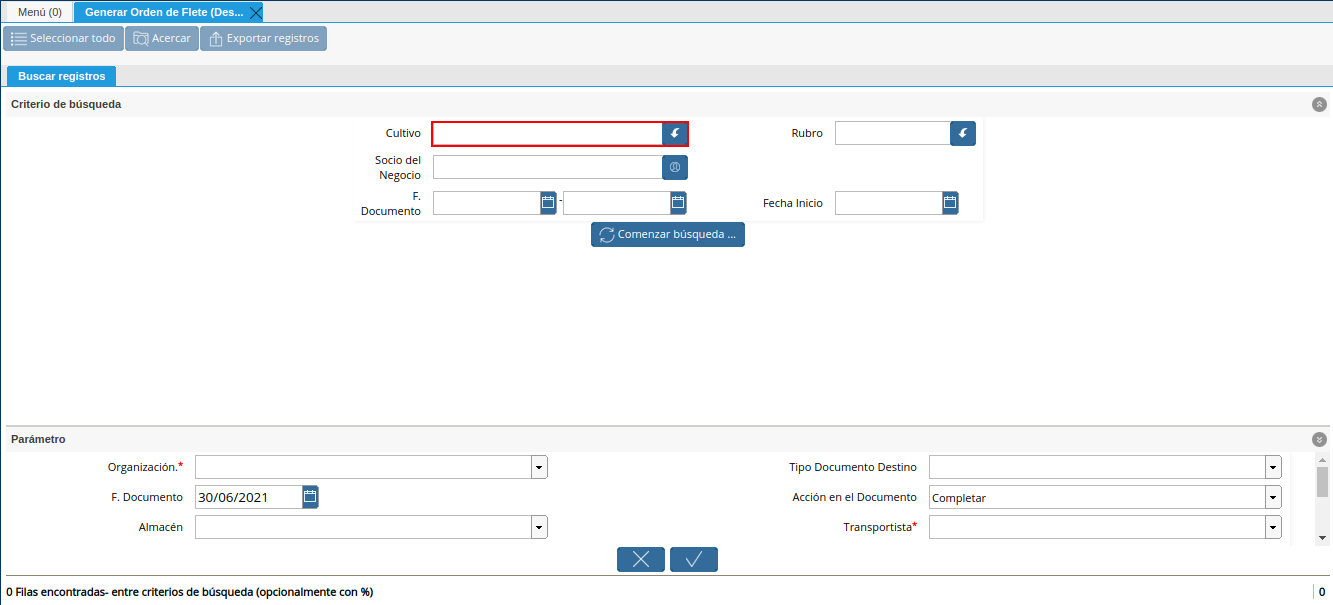 Menú (0)
Generar Orden de Flete (Des...
Seleccionar todo
Acercar
Exportar registros
Buscar registros
Criterio de búsqueda
Cultivo
Rubro
Socio del
Negocio
F.
Documento
-
Fecha Inicio
Comenzar búsqueda ...
Parámetro
Organización.*
Tipo Documento Destino
F. Documento
30/06/2021
Acción en el Documento
Completar
Almacén
Transportista*
0 Filas encontradas- entre criterios de búsqueda (opcionalmente con %)
0